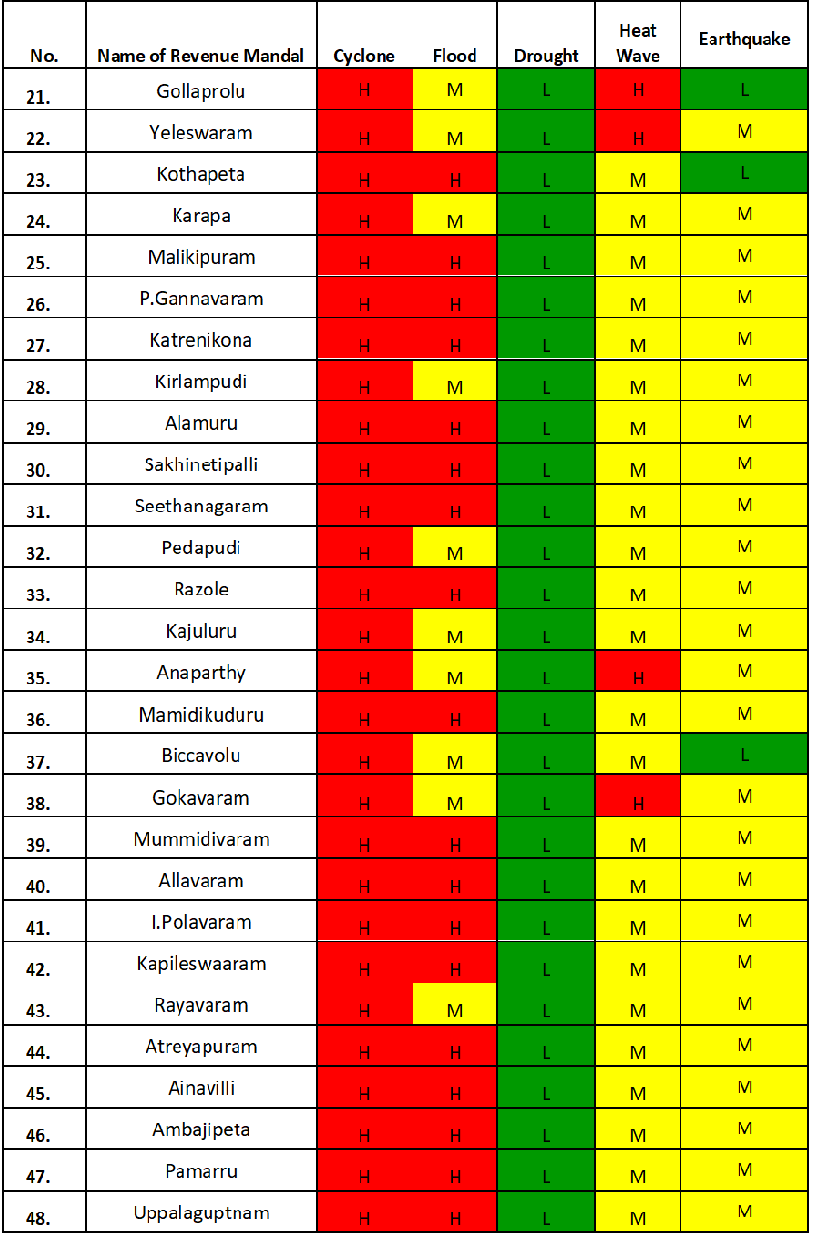 No. Name of Revenue Mandal Cyclone Flood Drought Heat Wave Earthquake
21. Gollaprolu H M L H L
22. Yeleswaram H M L H M
23. Kothapeta H H L M L
24. Karapa H M L M M
25. Malikipuram H H L M M
26. P.Gannavaram H H L M M
27. Katrenikona H H L M M
28. Kirlampudi H M L M M
29. Alamuru H H L M M
30. Sakhinetipalli H H L M M
31. Seethanagaram H H L M M
32. Pedapudi H M L M M
33. Razole H H L M M
34. Kajuluru H M L M M
35. Anaparthy H M L H M
36. Mamidikuduru H H L M M
37. Biccavolu H M L M L
38. Gokavaram H M L H M
39. Mummidivaram H H L M M
40. Allavaram H H L M M
41. I.Polavaram H H L M M
42. Kapileswaaram H H L M M
43. Rayavaram H M L M M
44. Atreyapuram H H L M M
45. Ainavilli H H L M M
46. Ambajipeta H H L M M
47. Pamarru H H L M M
48. Uppalaguptnam H H L M M